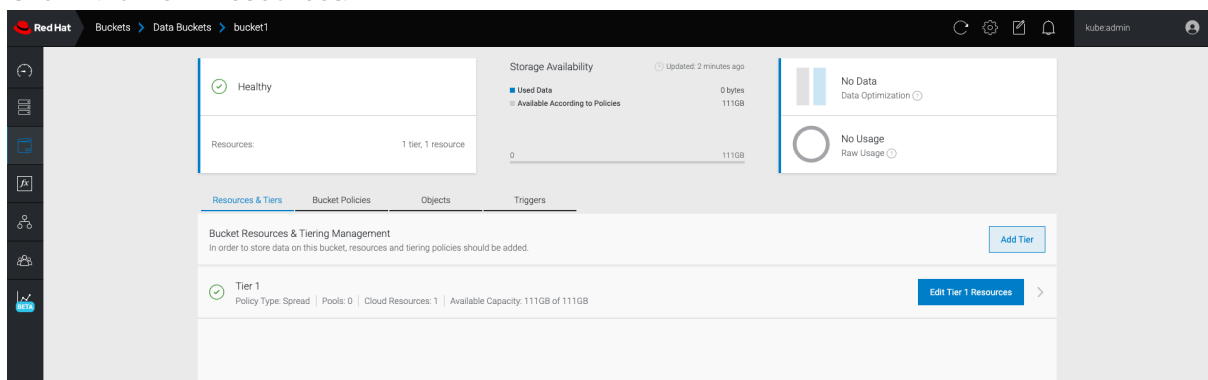 Red Hat
Buckets > Data Buckets > bucket1
kube:admin
Healthy
Resources: 1 tier, 1 resource
Storage Availability
Updated: 2 minutes ago
Used Data 0 bytes
Available According to Policies 111GB
0 111GB
No Data
Data Optimization ?
No Usage
Raw Usage ?
Resources & Tiers Bucket Policies Objects Triggers
Bucket Resources & Tiering Management
In order to store data on this bucket, resources and tiering policies should be added.
Add Tier
Tier 1
Policy Type: Spread | Pools: 0 | Cloud Resources: 1 | Available Capacity: 111GB of 111GB
Edit Tier 1 Resources
fx
BETA